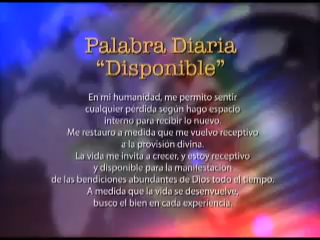 Palabra Diaria
“Disponible”
En mi humanidad, me permito sentir
cualquier pérdida según hago espacio
interno para recibir lo nuevo.
Me restauro a medida que me vuelvo receptivo
a la provisión divina.
La vida me invita a crecer, y estoy receptivo
y disponible para la manifestación
de las bendiciones abundantes de Dios todo el tiempo.
A medida que la vida se desenvuelve,
busco el bien en cada experiencia.